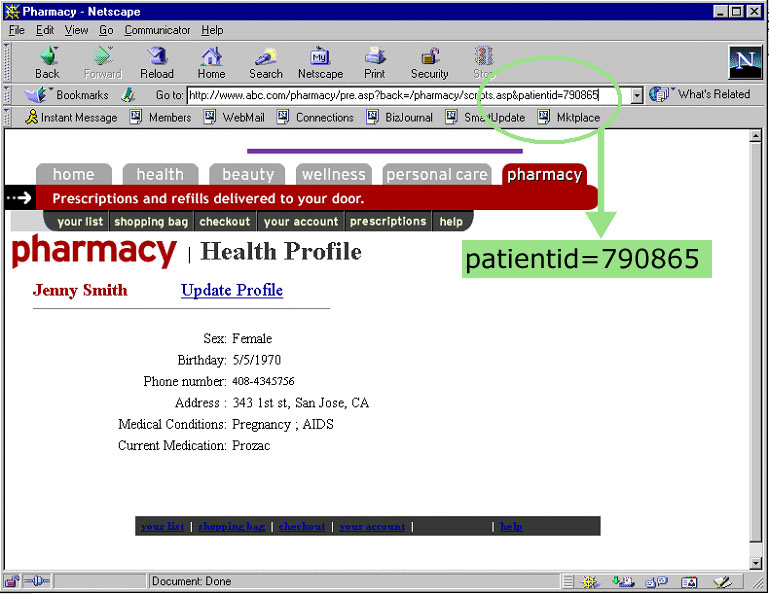 Pharmacy - Netscape
File Edit View Go Communicator Help
Back Forward Reload Home Search Netscape Print Security Stop
Bookmarks Go to: http://www.abc.com/pharmacy/pre.asp?back=/pharmacy/scripts.asp&patientid=790865 What's Related
Instant Message Members WebMail Connections BizJournal SmartUpdate Mktplace
home health beauty wellness personal care pharmacy
Prescriptions and refills delivered to your door.
your list shopping bag checkout your account prescriptions help
pharmacy | Health Profile
patientid=790865
Jenny Smith Update Profile
Sex: Female
Birthday: 5/5/1970
Phone number: 408-4345756
Address : 343 1st st, San Jose, CA
Medical Conditions: Pregnancy ; AIDS
Current Medication: Prozac
your list | shopping bag | checkout | your account | | help
Document: Done